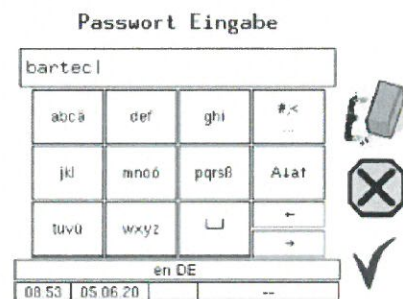 Passwort Eingabe
bartec
abcä def ghi #,<
...
jkl mnoö pqrsß A↓a↑
tuvü wxyz ⎵ ←
→
en DE
08:53 05.06.20 --